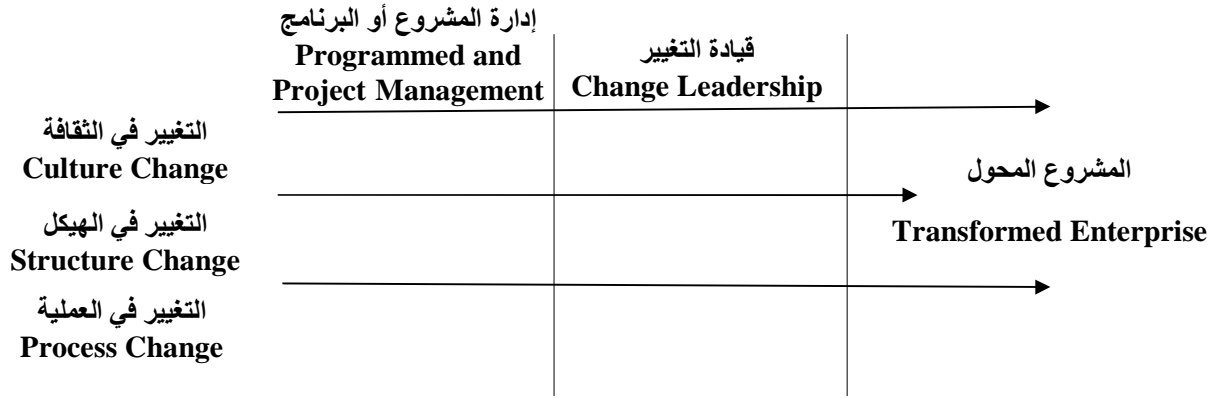 إدارة المشروع أو البرنامج
Programmed and
Project Management
قيادة التغيير
Change Leadership
التغيير في الثقافة
Culture Change
المشروع المحول
التغيير في الهيكل
Structure Change
Transformed Enterprise
التغيير في العملية
Process Change